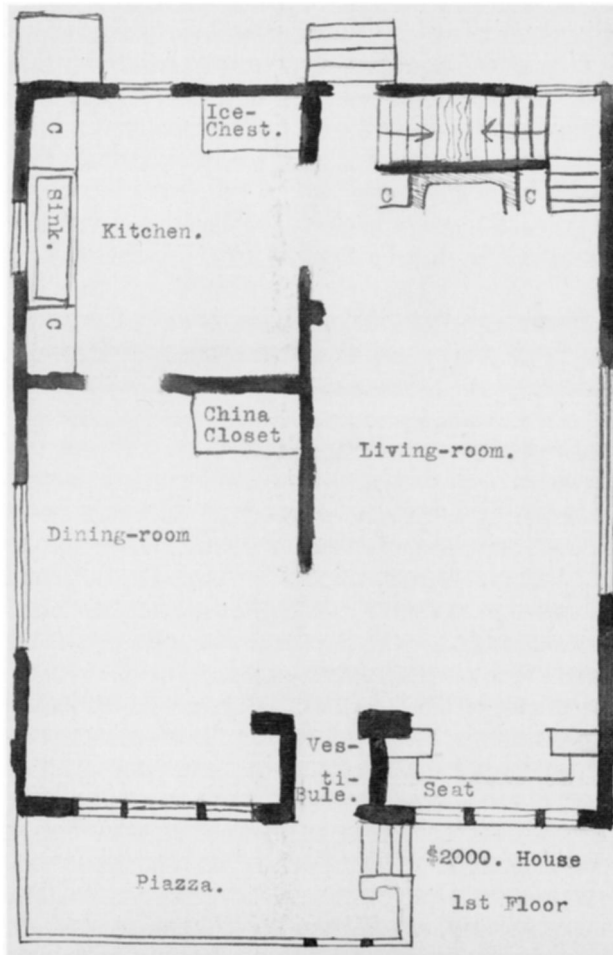 Ice-
Chest.
C
Sink.
Kitchen.
C
C
C
China
Closet
Living-room.
Dining-room
Ves-
ti-
Bule.
Seat
Piazza.
$2000. House
1st Floor